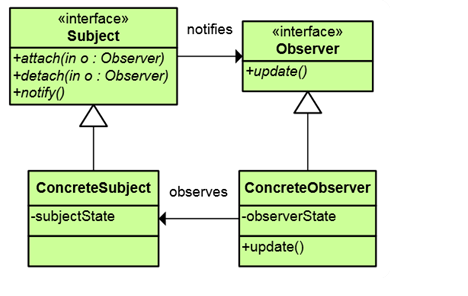 «interface»
Subject
+attach(in o : Observer)
+detach(in o : Observer)
+notify()
notifies
«interface»
Observer
+update()
ConcreteSubject
-subjectState
observes
ConcreteObserver
-observerState
+update()